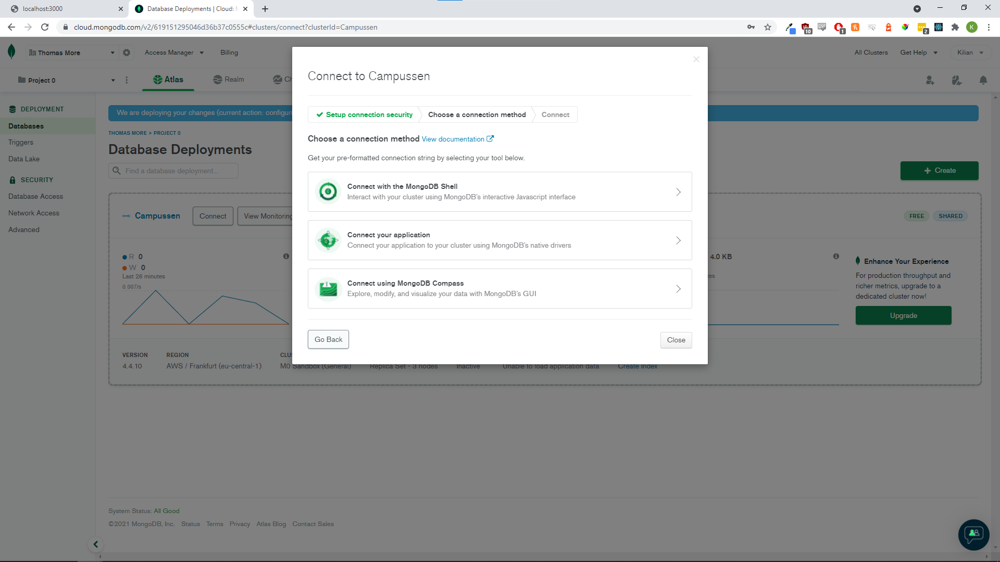 localhost:3000
Database Deployments | Cloud:
cloud.mongodb.com/v2/619151295046d36b37c0555c#clusters/connect?clusterId=Campussen
10
1
2
K
Thomas More
Access Manager
Billing
All Clusters
Get Help
Kilian
Project 0
Atlas
Realm
Ch
DEPLOYMENT
Databases
Triggers
Data Lake
SECURITY
Database Access
Network Access
Advanced
We are deploying your changes (current action: configuri
THOMAS MORE > PROJECT 0
Database Deployments
Find a database deployment...
Create
Campussen
Connect
View Monitoring
FREE
SHARED
R 0
W 0
Last 26 minutes
0.007/s
4.0 KB
Enhance Your Experience
For production throughput and
richer metrics, upgrade to a
dedicated cluster now!
Upgrade
VERSION
4.4.10
REGION
AWS / Frankfurt (eu-central-1)
CLU
M0 Sandbox (General)
Replica Set - 3 nodes
Inactive
Unable to load application data
Create Index
Connect to Campussen
Setup connection security
Choose a connection method
Connect
Choose a connection method View documentation
Get your pre-formatted connection string by selecting your tool below.
Connect with the MongoDB Shell
Interact with your cluster using MongoDB's interactive Javascript interface
Connect your application
Connect your application to your cluster using MongoDB's native drivers
Connect using MongoDB Compass
Explore, modify, and visualize your data with MongoDB's GUI
Go Back
Close
System Status: All Good
©2021 MongoDB, Inc. Status Terms Privacy Atlas Blog Contact Sales